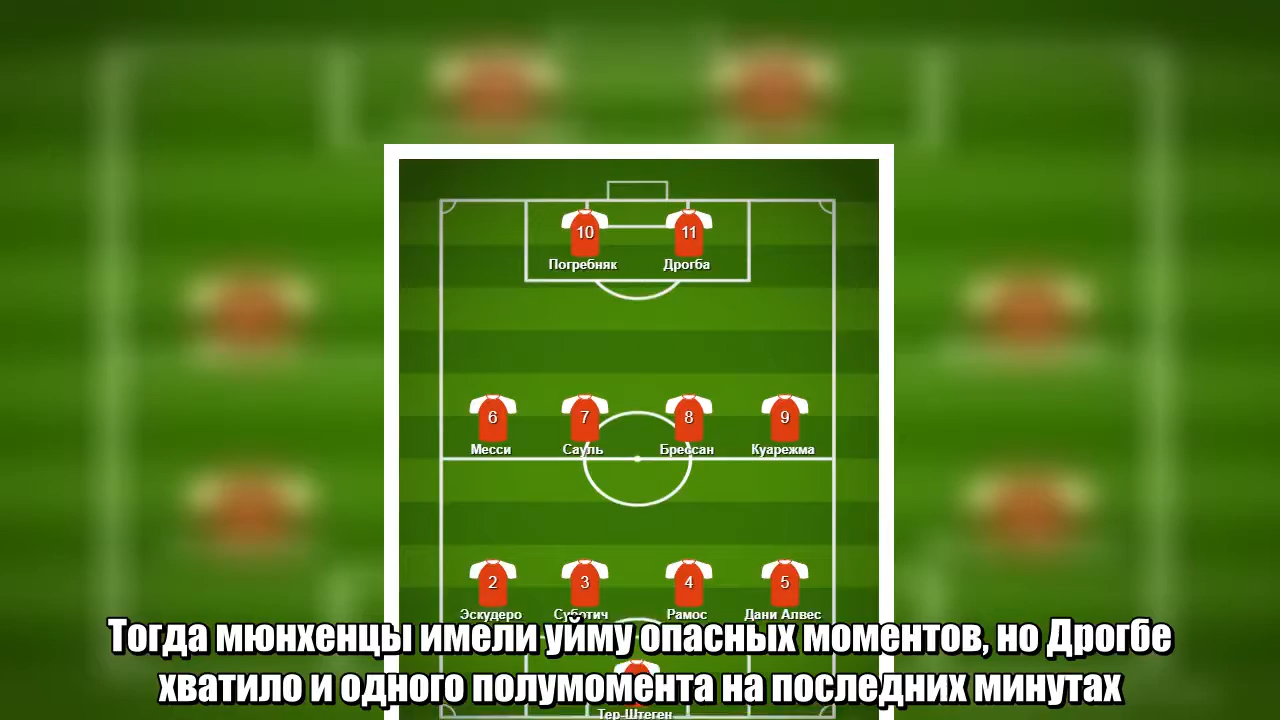 10 11
Погребняк Дрогба
6 7 8 9
Месси Сауль Брессан Куарежма
2 3 4 5
Эскудеро Суботич Рамос Дани Алвес
Тогда мюнхенцы имели уйму опасных моментов, но Дрогбе
хватило и одного полумомента на последних минутах
Тер-Штеген